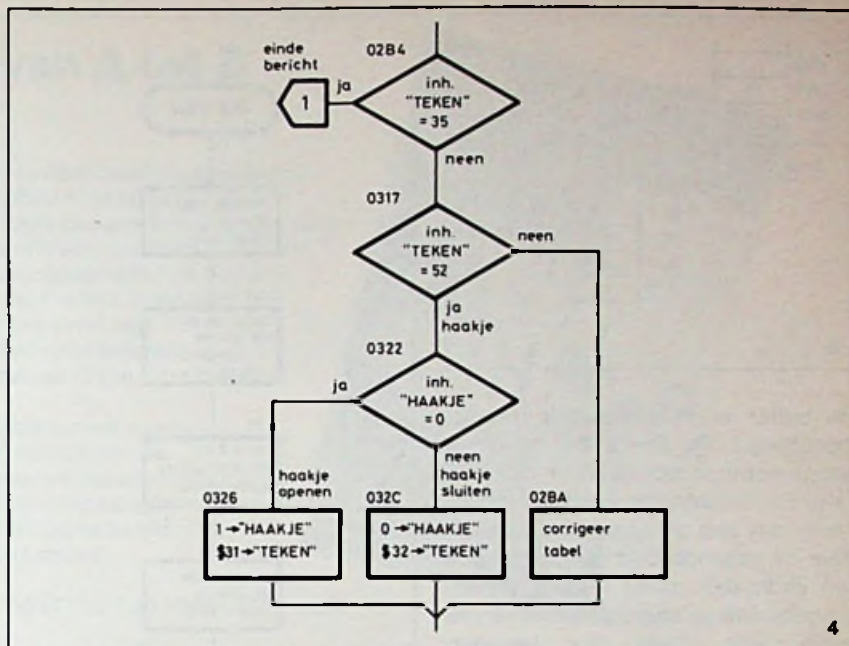 02B4
einde
bericht
1
ja
inh.
"TEKEN"
= 35
neen
0317
inh.
"TEKEN"
= 52
neen
ja
haakje
0322
inh.
"HAAKJE"
= 0
ja
haakje
openen
neen
haakje
sluiten
0326
1→"HAAKJE"
$31→"TEKEN"
032C
0→"HAAKJE"
$32→"TEKEN"
02BA
corrigeer
tabel
4